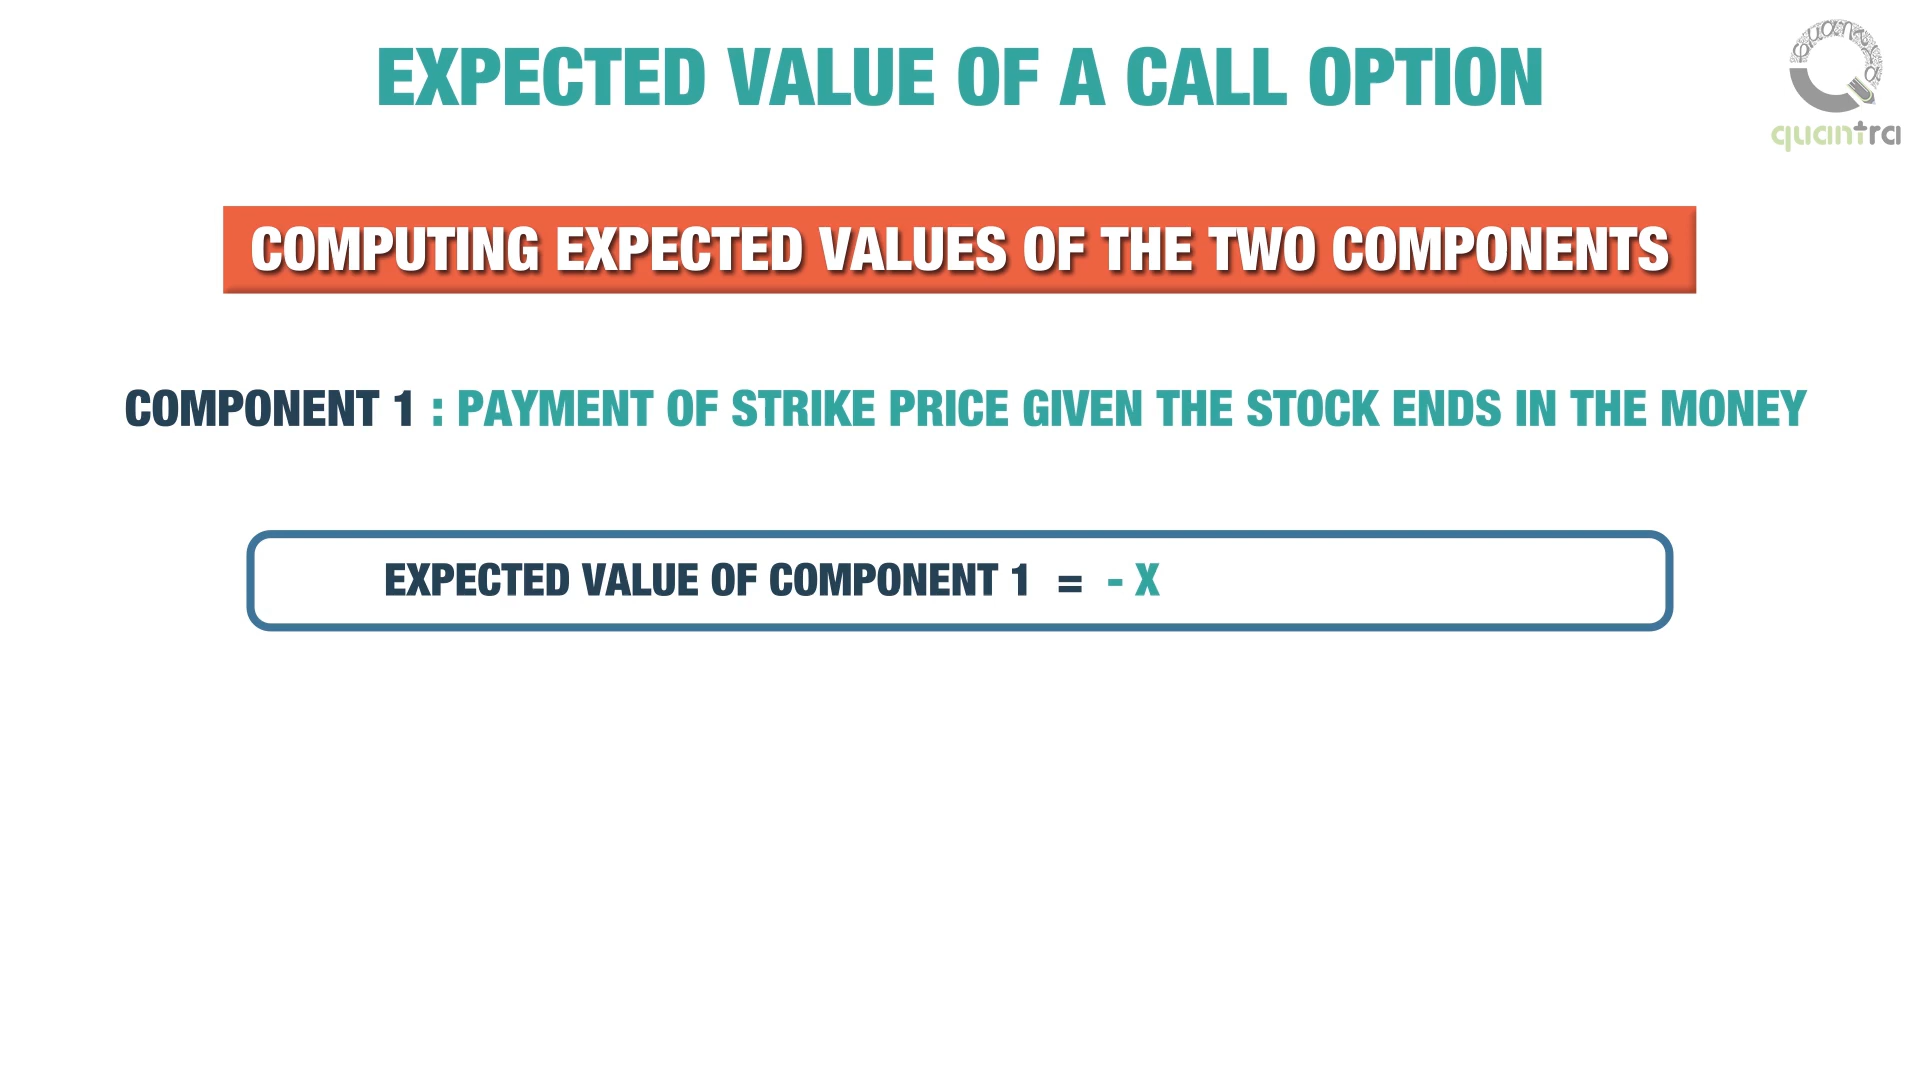 EXPECTED VALUE OF A CALL OPTION
quantra
COMPUTING EXPECTED VALUES OF THE TWO COMPONENTS
COMPONENT 1 : PAYMENT OF STRIKE PRICE GIVEN THE STOCK ENDS IN THE MONEY
EXPECTED VALUE OF COMPONENT 1 = - X